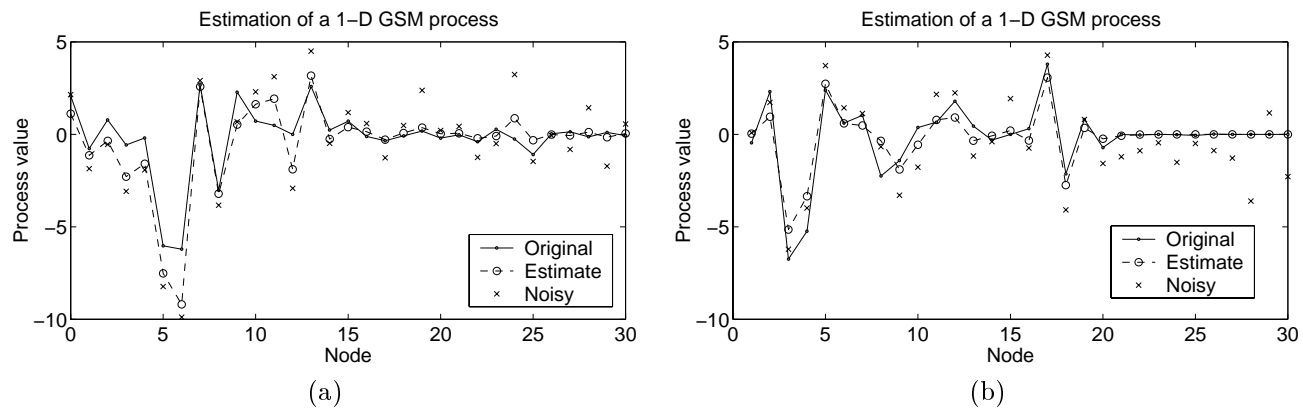 Estimation of a 1-D GSM process
5
0
-5
-10
Process value
0
5
10
15
20
25
30
Node
Original
Estimate
Noisy
(a)
Estimation of a 1-D GSM process
5
0
-5
-10
Process value
0
5
10
15
20
25
30
Node
Original
Estimate
Noisy
(b)